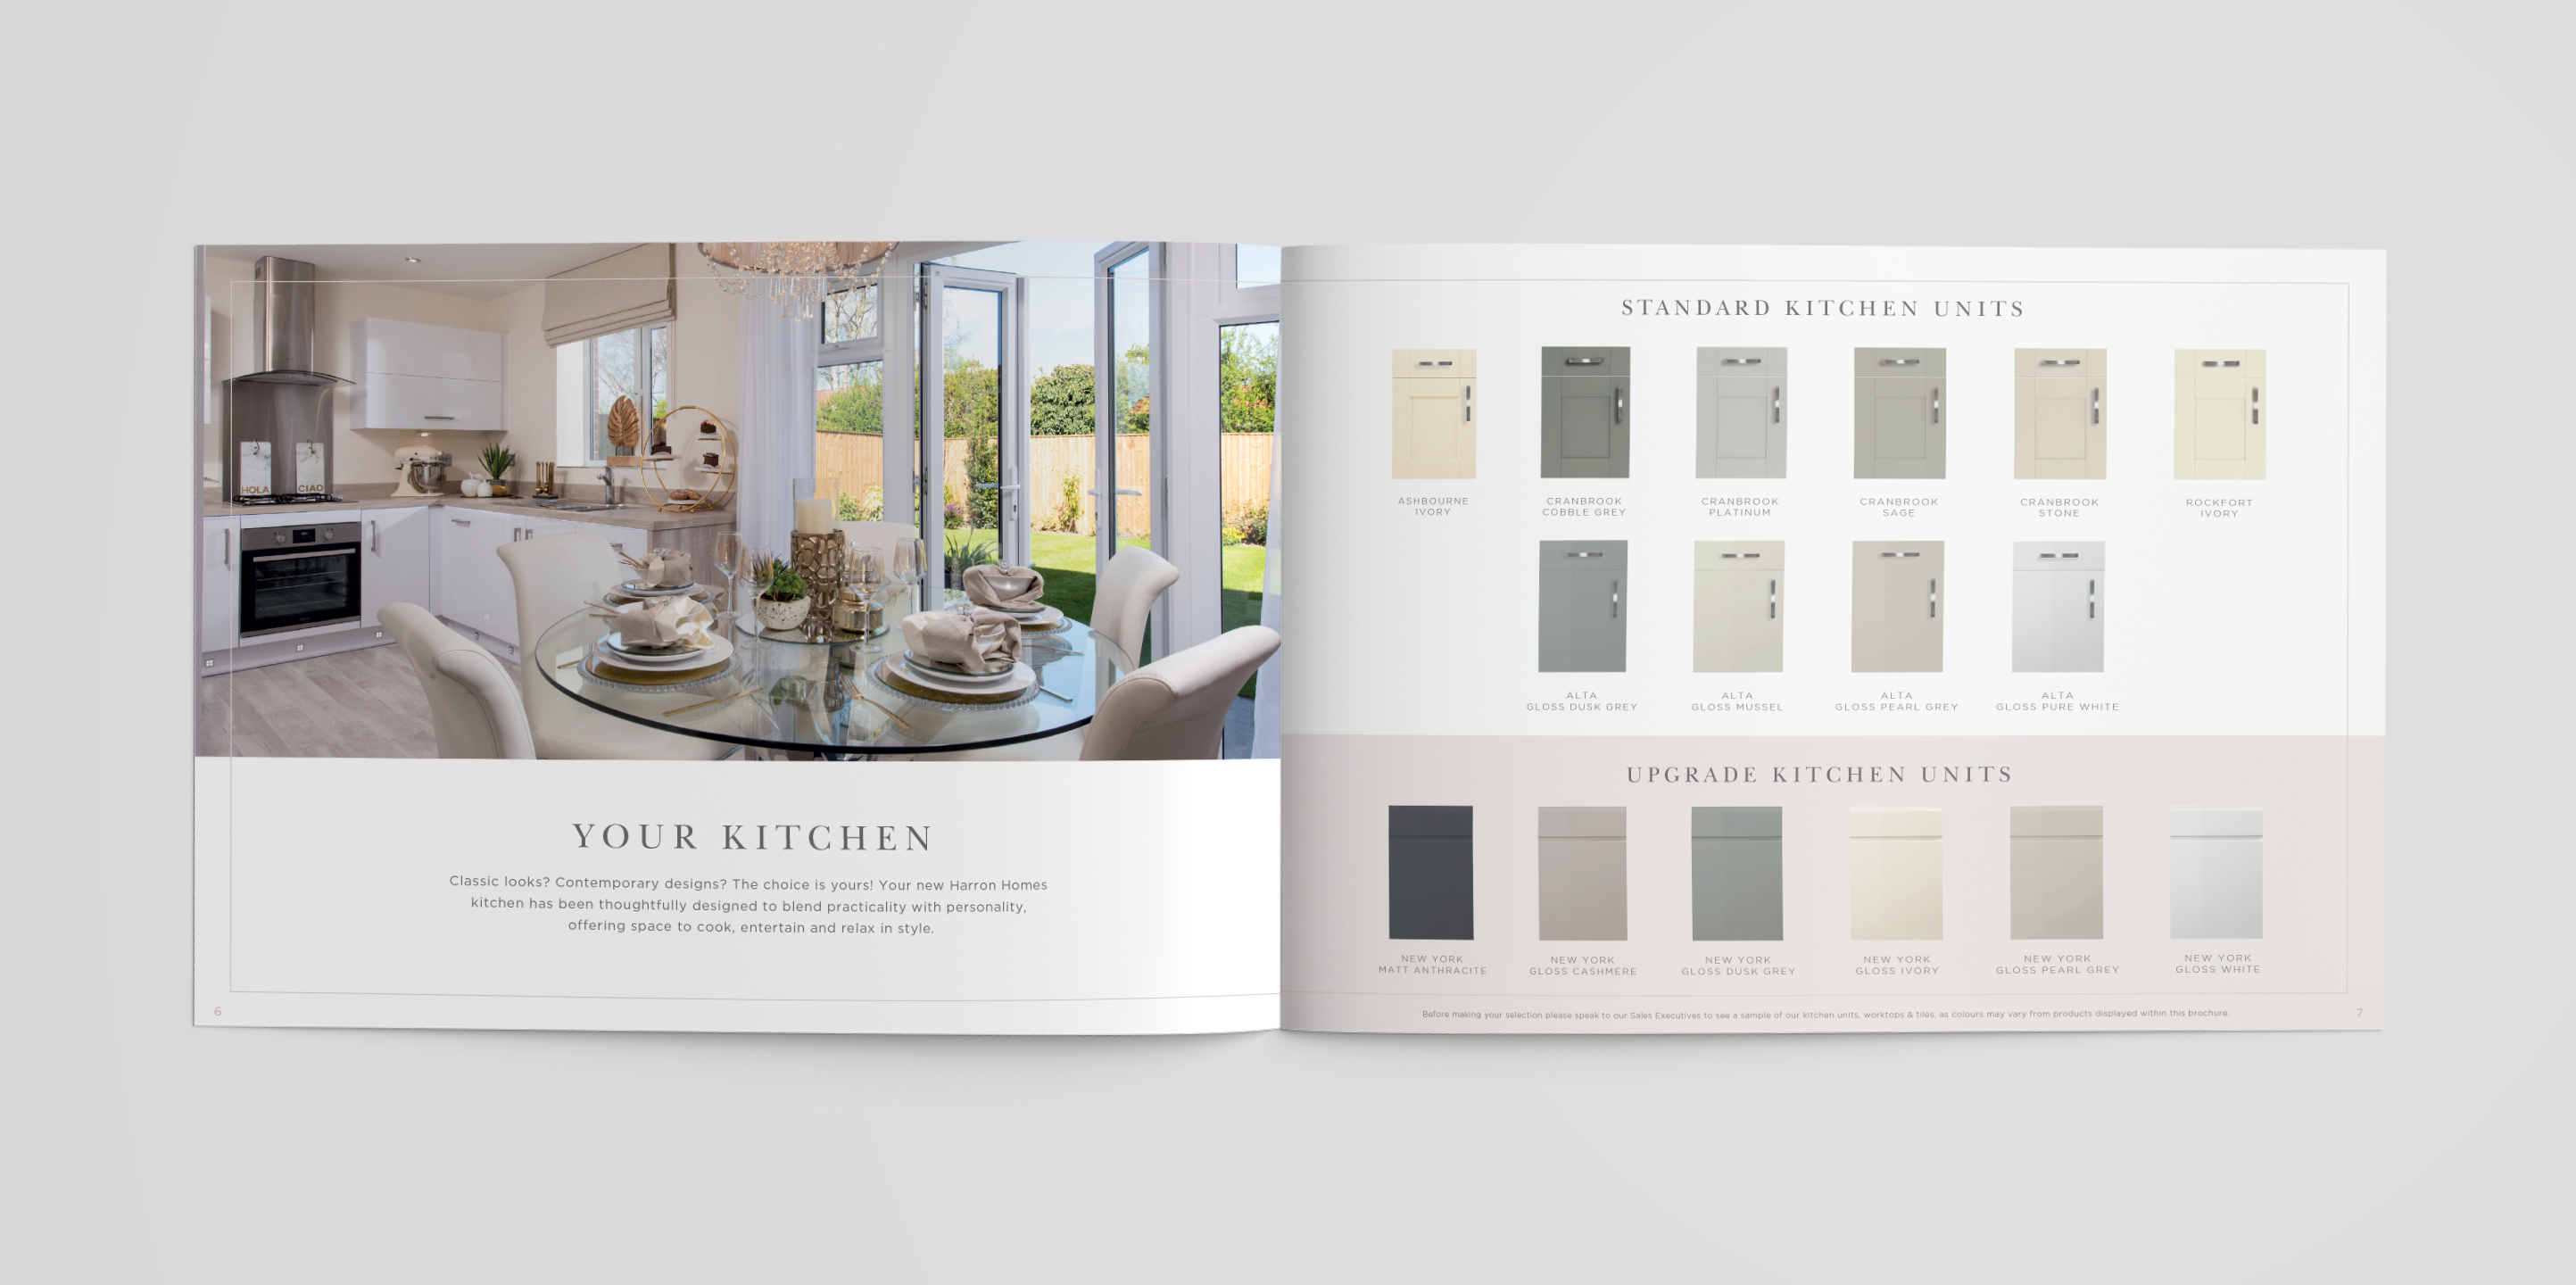 HOLA
CIAO
YOUR KITCHEN
Classic looks? Contemporary designs? The choice is yours! Your new Harron Homes
kitchen has been thoughtfully designed to blend practicality with personality,
offering space to cook, entertain and relax in style.
6
STANDARD KITCHEN UNITS
ASHBOURNE
IVORY
CRANBROOK
COBBLE GREY
CRANBROOK
PLATINUM
CRANBROOK
SAGE
CRANBROOK
STONE
ROCKFORT
IVORY
ALTA
GLOSS DUSK GREY
ALTA
GLOSS MUSSEL
ALTA
GLOSS PEARL GREY
ALTA
GLOSS PURE WHITE
UPGRADE KITCHEN UNITS
NEW YORK
MATT ANTHRACITE
NEW YORK
GLOSS CASHMERE
NEW YORK
GLOSS DUSK GREY
NEW YORK
GLOSS IVORY
NEW YORK
GLOSS PEARL GREY
NEW YORK
GLOSS WHITE
Before making your selection please speak to our Sales Executives to see a sample of our kitchen units, worktops & tiles, as colours may vary from products displayed within this brochure.
7